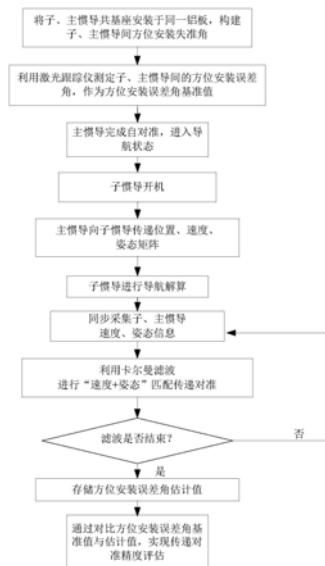 将子、主惯导共基座安装于同一铝板，构建
子、主惯导间方位安装失准角
利用激光跟踪仪测定子、主惯导间的方位安装误差
角，作为方位安装误差角基准值
主惯导完成自对准，进入导
航状态
子惯导开机
主惯导向子惯导传递位置、速度、
姿态矩阵
子惯导进行导航解算
同步采集子、主惯导
速度、姿态信息
利用卡尔曼滤波
进行“速度+姿态”匹配传递对准
滤波是否结束？
否
是
存储方位安装误差角估计值
通过对比方位安装误差角基
准值与估计值，实现传递对
准精度评估